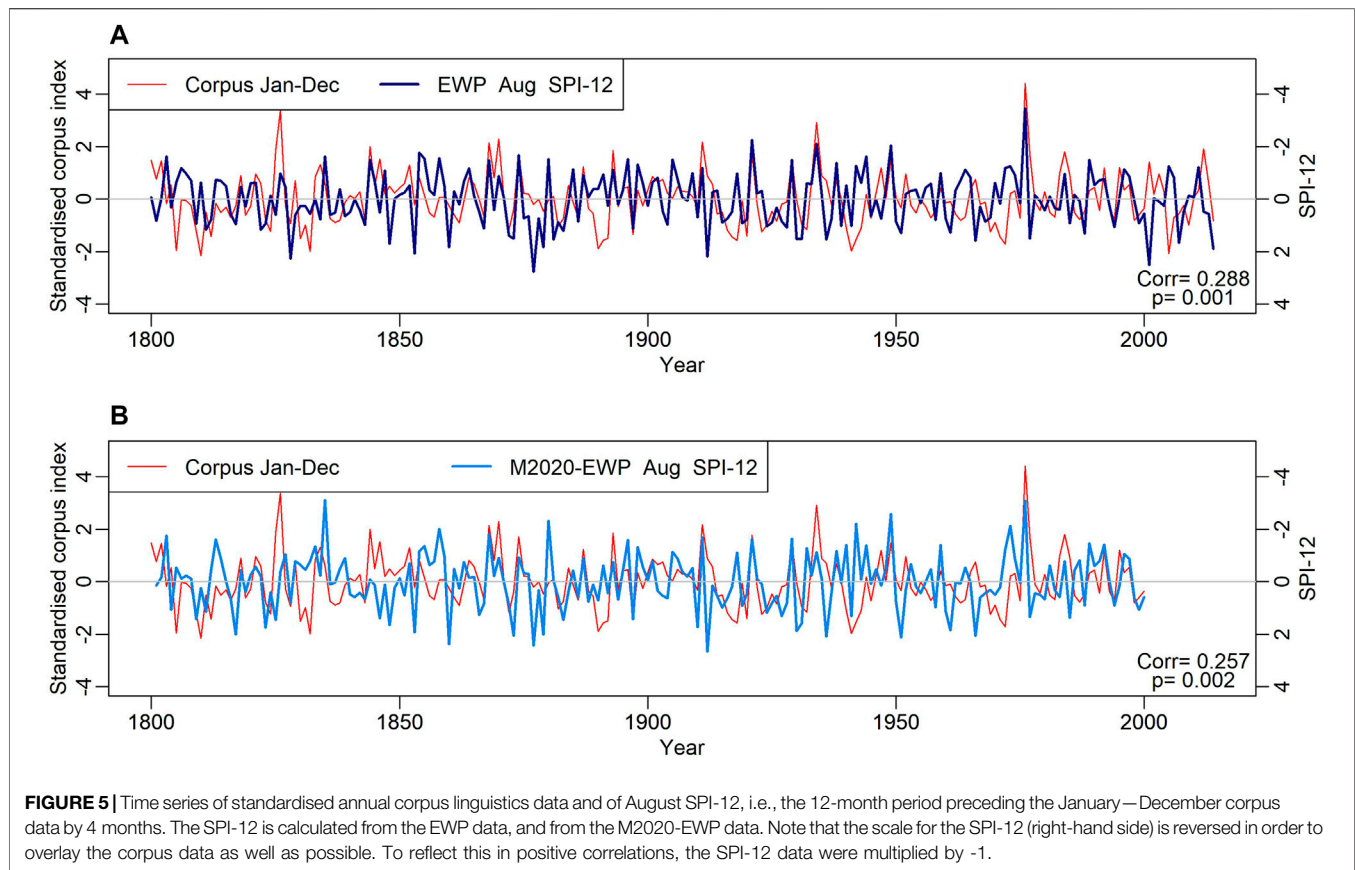 A
Corpus Jan-Dec EWP Aug SPI-12
Standardised corpus index
4
2
0
-2
-4
-4
-2
0
2
4
SPI-12
Corr= 0.288
p= 0.001
1800 1850 1900 1950 2000
Year
B
Corpus Jan-Dec M2020-EWP Aug SPI-12
Standardised corpus index
4
2
0
-2
-4
-4
-2
0
2
4
SPI-12
Corr= 0.257
p= 0.002
1800 1850 1900 1950 2000
Year
FIGURE 5 | Time series of standardised annual corpus linguistics data and of August SPI-12, i.e., the 12-month period preceding the January—December corpus
data by 4 months. The SPI-12 is calculated from the EWP data, and from the M2020-EWP data. Note that the scale for the SPI-12 (right-hand side) is reversed in order to
overlay the corpus data as well as possible. To reflect this in positive correlations, the SPI-12 data were multiplied by -1.